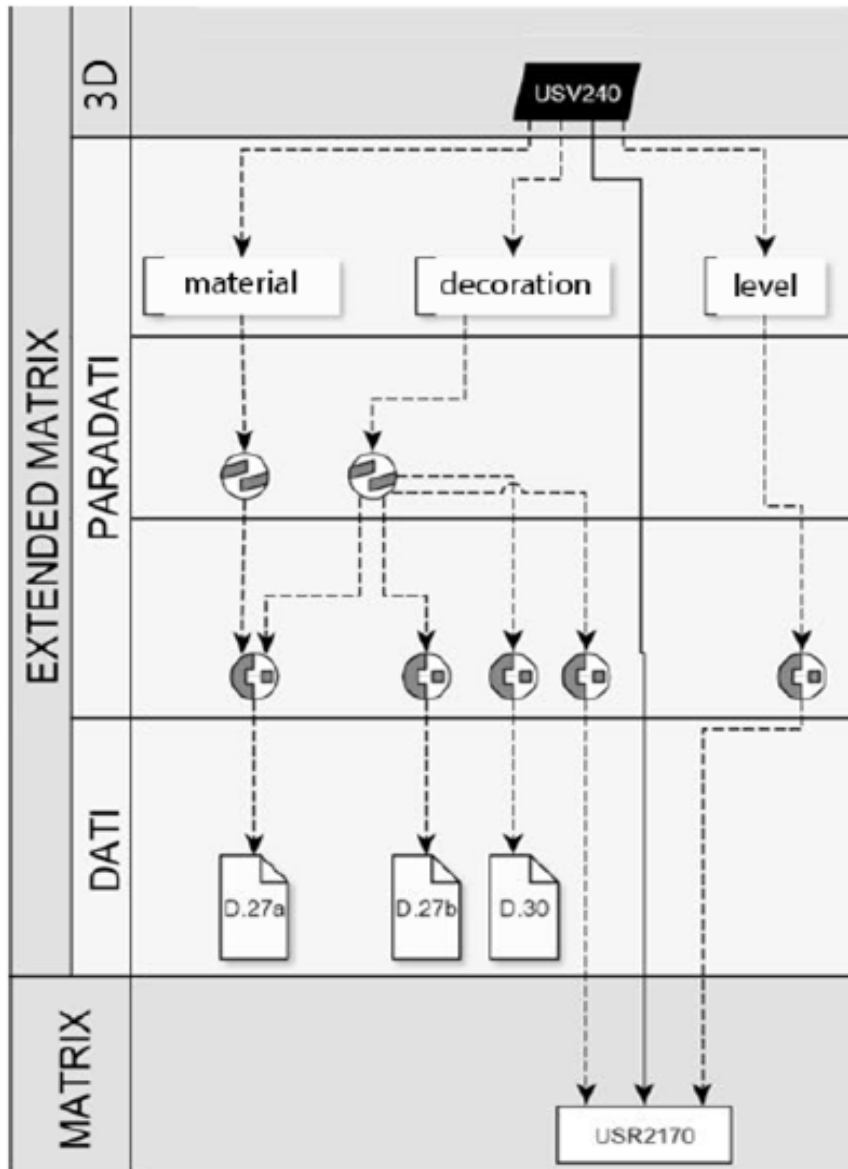 3D
USV240
EXTENDED MATRIX
PARADATI
material
decoration
level
DATI
D.27a
D.27b
D.30
MATRIX
USR2170